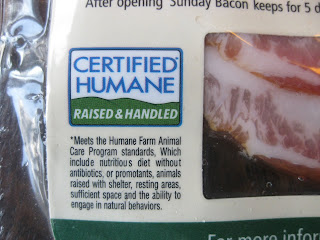 After opening Sunday Bacon keeps for 5 d
CERTIFIED
HUMANE
RAISED & HANDLED
*Meets the Humane Farm Animal
Care Program standards, Which
include nutritious diet without
antibiotics, or promotants, animals
raised with shelter, resting areas,
sufficient space and the ability to
engage in natural behaviors.
For more infor